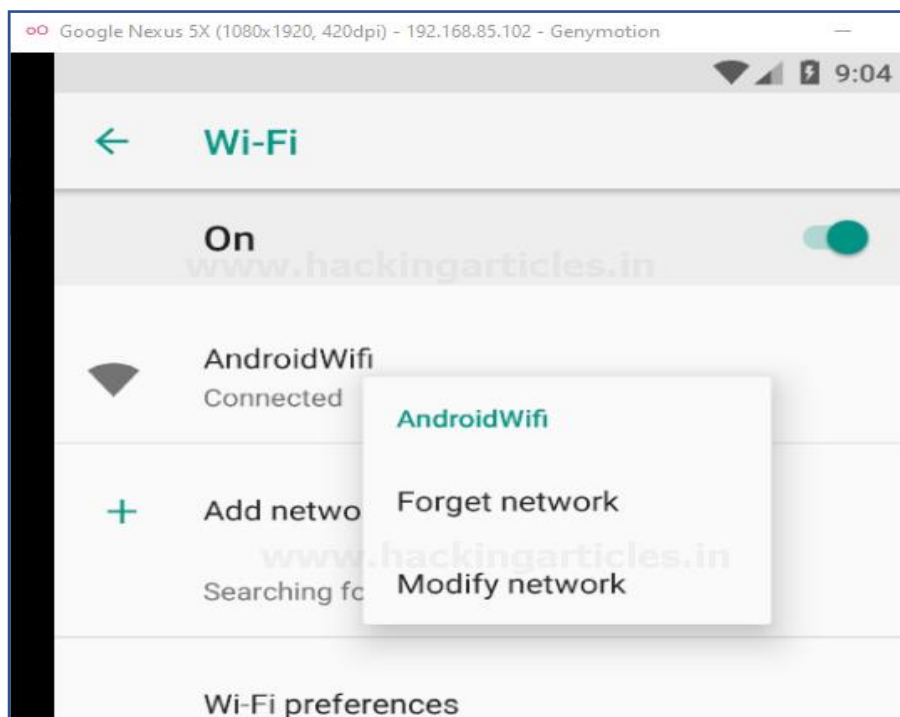 Google Nexus 5X (1080x1920, 420dpi) - 192.168.85.102 - Genymotion
9:04
Wi-Fi
On
www.hackingarticles.in
AndroidWifi
Connected
AndroidWifi
Forget network
Add netwo
www.hackingarticles.in
Modify network
Searching fo
Wi-Fi preferences